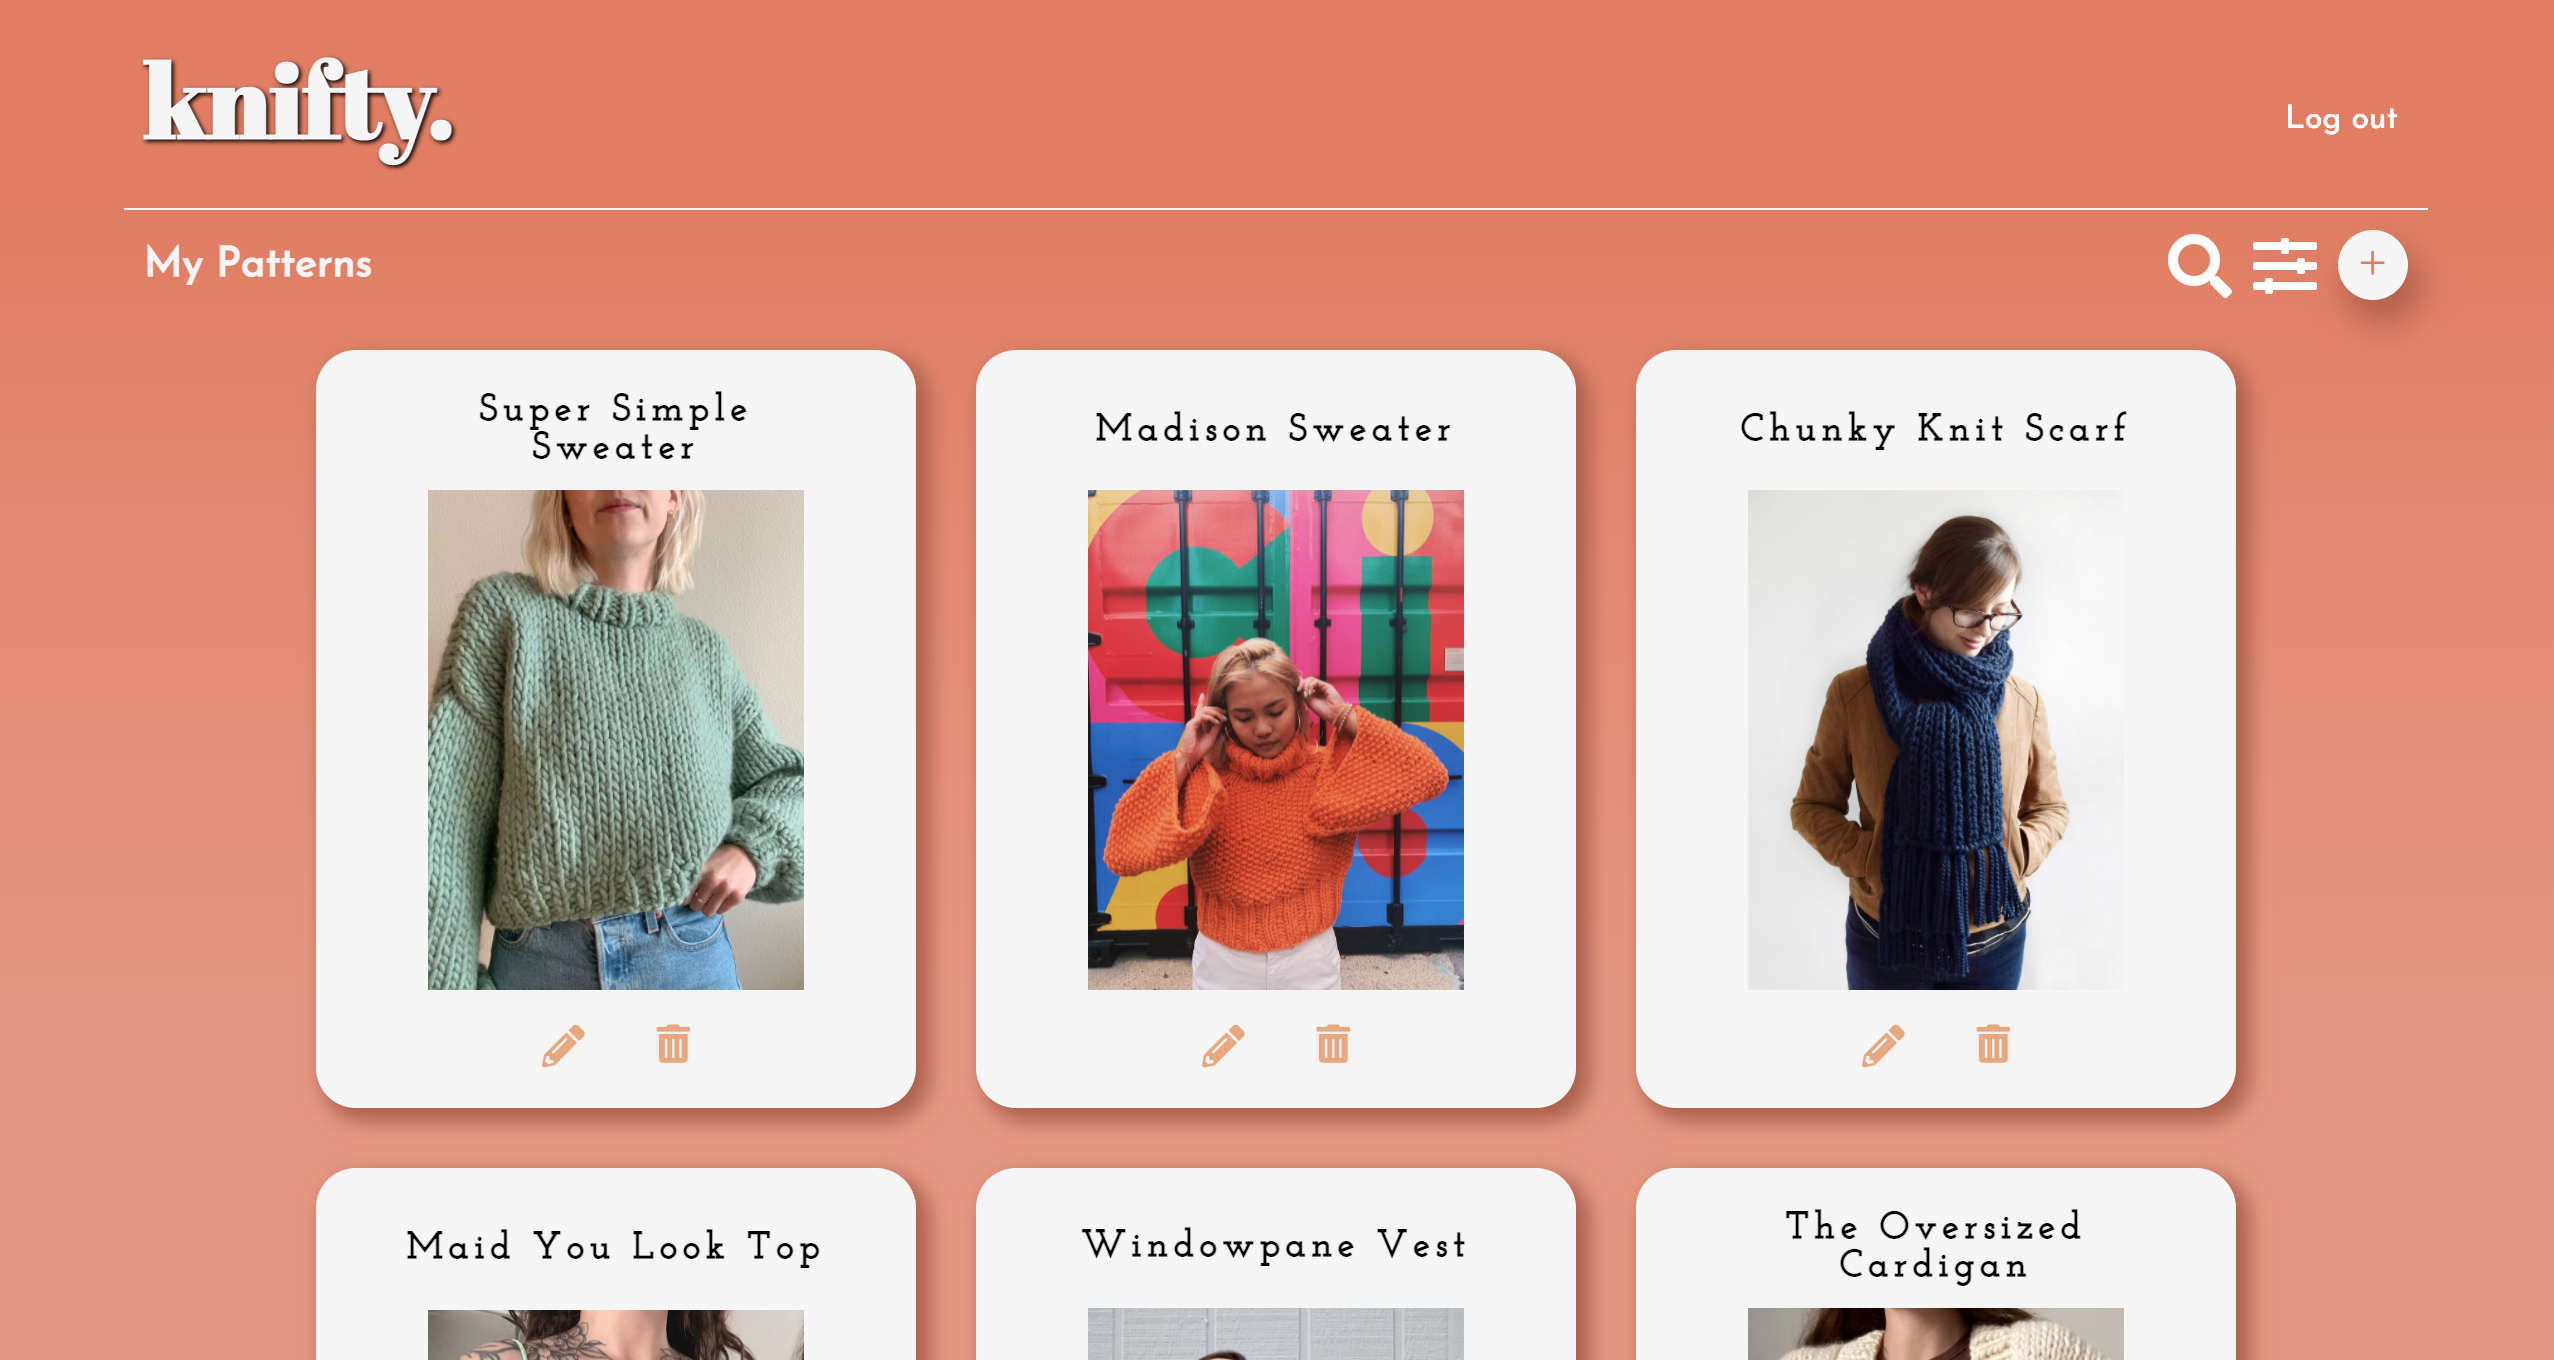 knifty.
Log out
My Patterns
+
Super Simple
Sweater
Madison Sweater
Chunky Knit Scarf
Maid You Look Top
Windowpane Vest
The Oversized
Cardigan